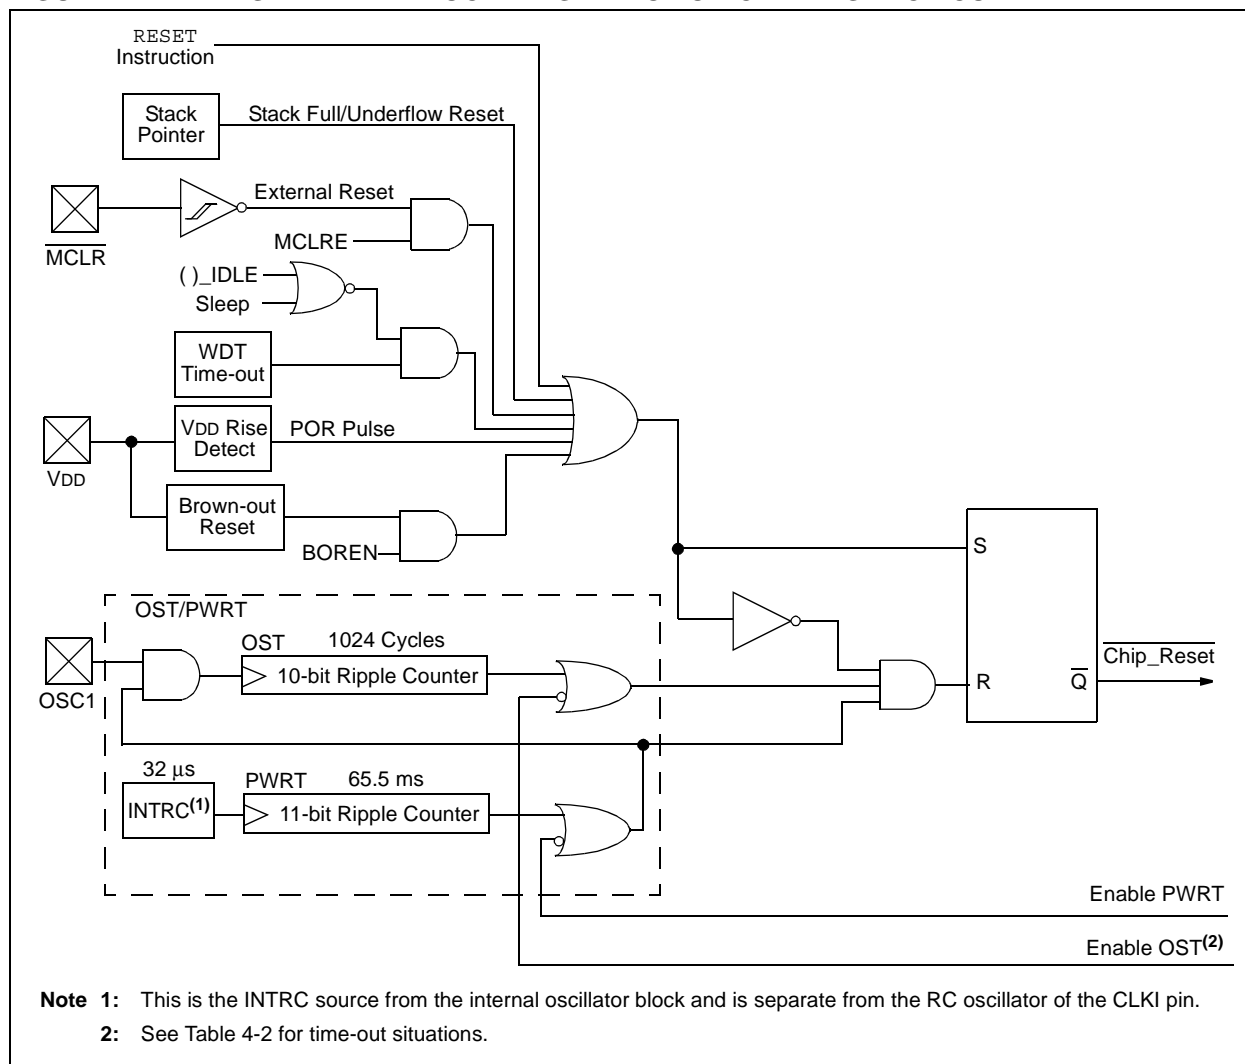 RESET
Instruction
Stack
Pointer
Stack Full/Underflow Reset
External Reset
MCLR
MCLRE
( )_IDLE
Sleep
WDT
Time-out
VDD Rise
Detect
POR Pulse
VDD
Brown-out
Reset
BOREN
S
OST/PWRT
OST
1024 Cycles
10-bit Ripple Counter
OSC1
R
Q
Chip_Reset
32 μs
INTRC(1)
PWRT
65.5 ms
11-bit Ripple Counter
Enable PWRT
Enable OST(2)
Note 1: This is the INTRC source from the internal oscillator block and is separate from the RC oscillator of the CLKI pin.
2: See Table 4-2 for time-out situations.